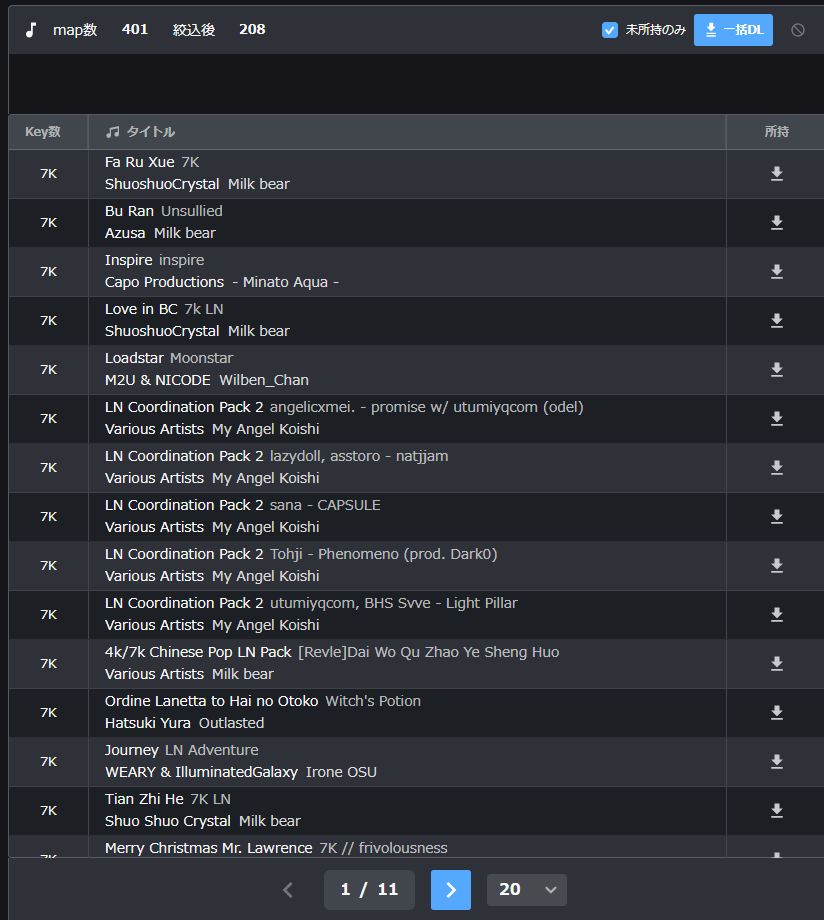 map数 401 絞込後 208 未所持のみ 一括DL
Key数 タイトル 所持
7K
Fa Ru Xue 7K
ShuoshuoCrystal Milk bear
7K
Bu Ran Unsullied
Azusa Milk bear
7K
Inspire inspire
Capo Productions - Minato Aqua -
7K
Love in BC 7k LN
ShuoshuoCrystal Milk bear
7K
Loadstar Moonstar
M2U & NICODE Wilben_Chan
7K
LN Coordination Pack 2 angelicxmei. - promise w/ utumiyqcom (odel)
Various Artists My Angel Koishi
7K
LN Coordination Pack 2 lazydoll, asstoro - natjjam
Various Artists My Angel Koishi
7K
LN Coordination Pack 2 sana - CAPSULE
Various Artists My Angel Koishi
7K
LN Coordination Pack 2 Tohji - Phenomeno (prod. Dark0)
Various Artists My Angel Koishi
7K
LN Coordination Pack 2 utumiyqcom, BHS Svve - Light Pillar
Various Artists My Angel Koishi
7K
4k/7k Chinese Pop LN Pack [Revle]Dai Wo Qu Zhao Ye Sheng Huo
Various Artists Milk bear
7K
Ordine Lanetta to Hai no Otoko Witch's Potion
Hatsuki Yura Outlasted
7K
Journey LN Adventure
WEARY & IlluminatedGalaxy Irone OSU
7K
Tian Zhi He 7K LN
Shuo Shuo Crystal Milk bear
7K
Merry Christmas Mr. Lawrence 7K // frivolousness
1 / 11 20